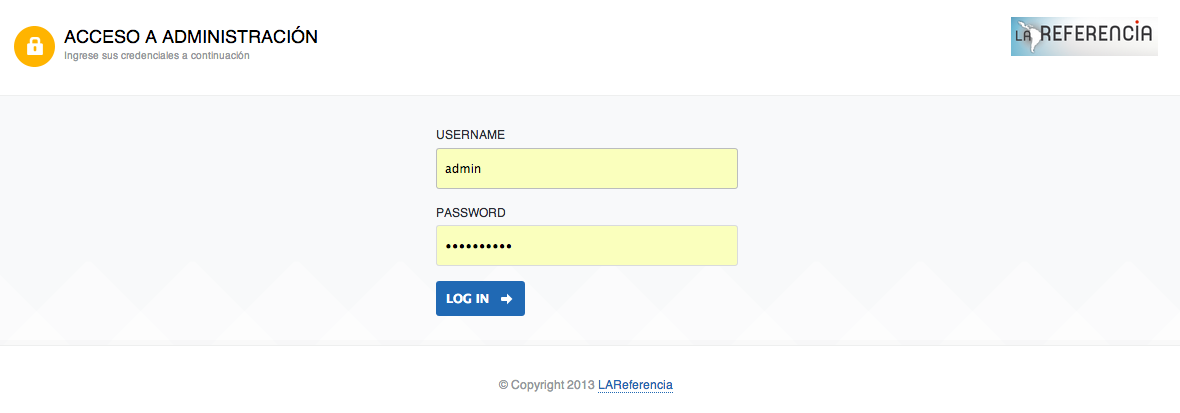 ACCESO A ADMINISTRACIÓN
Ingrese sus credenciales a continuación
LA REFERENCIA
USERNAME
admin
PASSWORD
••••••••••
LOG IN
© Copyright 2013 LAReferencia